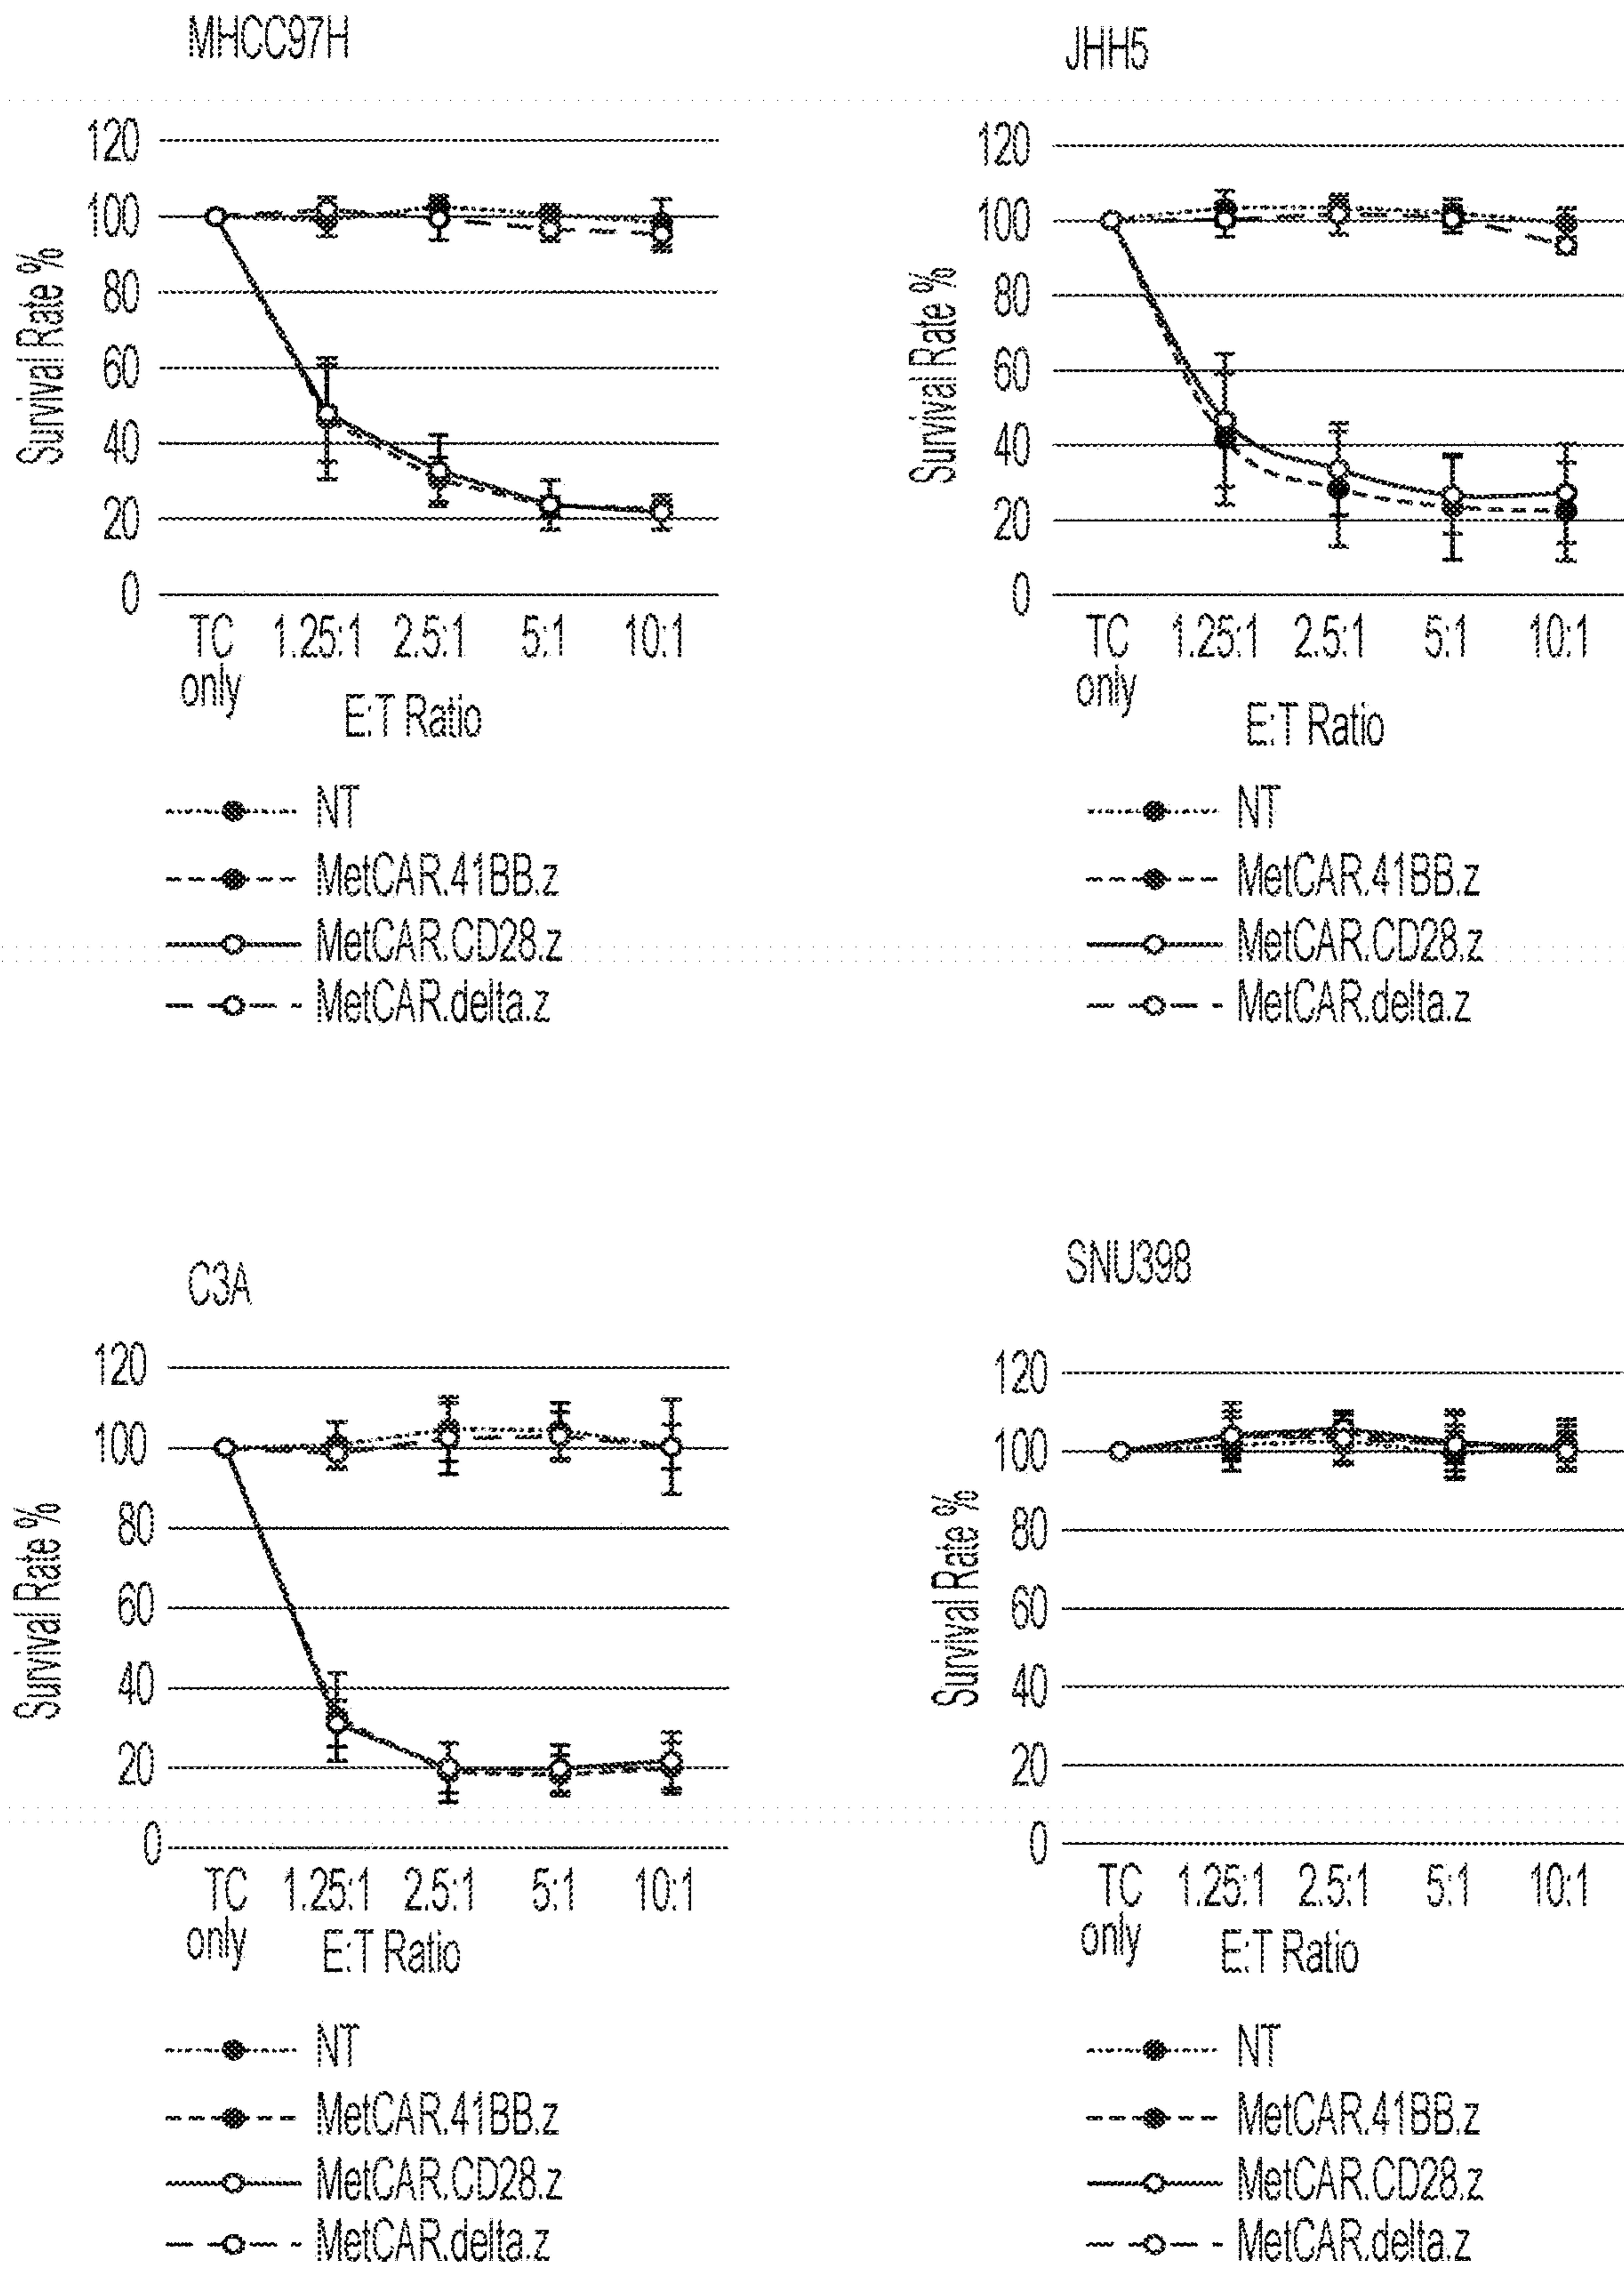 MHCC97H
120
100
80
60
40
20
0
Survival Rate %
TC only 1.25:1 2.5:1 5:1 10:1
E:T Ratio
NT
MetCAR.41BB.z
MetCAR.CD28.z
MetCAR.delta.z
JHH5
120
100
80
60
40
20
0
Survival Rate %
TC only 1.25:1 2.5:1 5:1 10:1
E:T Ratio
NT
MetCAR.41BB.z
MetCAR.CD28.z
MetCAR.delta.z
C3A
120
100
80
60
40
20
0
Survival Rate %
TC only 1.25:1 2.5:1 5:1 10:1
E:T Ratio
NT
MetCAR.41BB.z
MetCAR.CD28.z
MetCAR.delta.z
SNU398
120
100
80
60
40
20
0
Survival Rate %
TC only 1.25:1 2.5:1 5:1 10:1
E:T Ratio
NT
MetCAR.41BB.z
MetCAR.CD28.z
MetCAR.delta.z